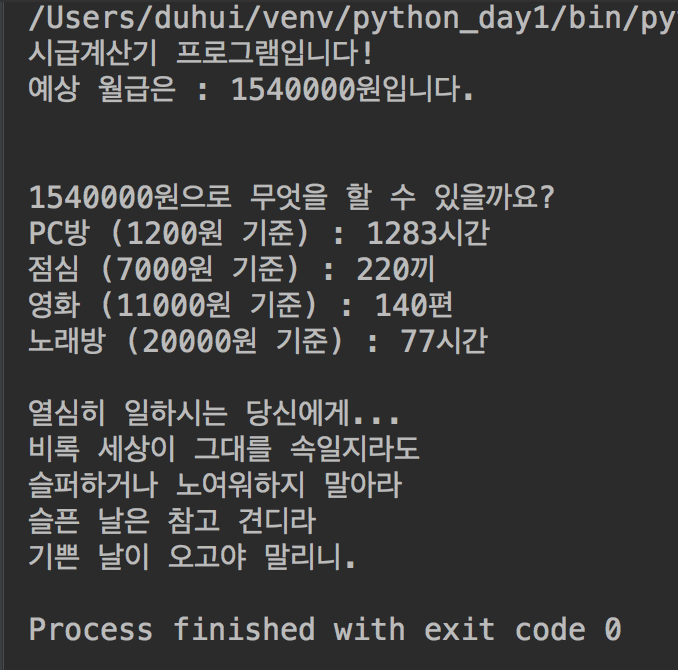 /Users/duhui/venv/python_day1/bin/py
시급계산기 프로그램입니다!
예상 월급은 : 1540000원입니다.
1540000원으로 무엇을 할 수 있을까요?
PC방 (1200원 기준) : 1283시간
점심 (7000원 기준) : 220끼
영화 (11000원 기준) : 140편
노래방 (20000원 기준) : 77시간
열심히 일하시는 당신에게...
비록 세상이 그대를 속일지라도
슬퍼하거나 노여워하지 말아라
슬픈 날은 참고 견디라
기쁜 날이 오고야 말리니.
Process finished with exit code 0